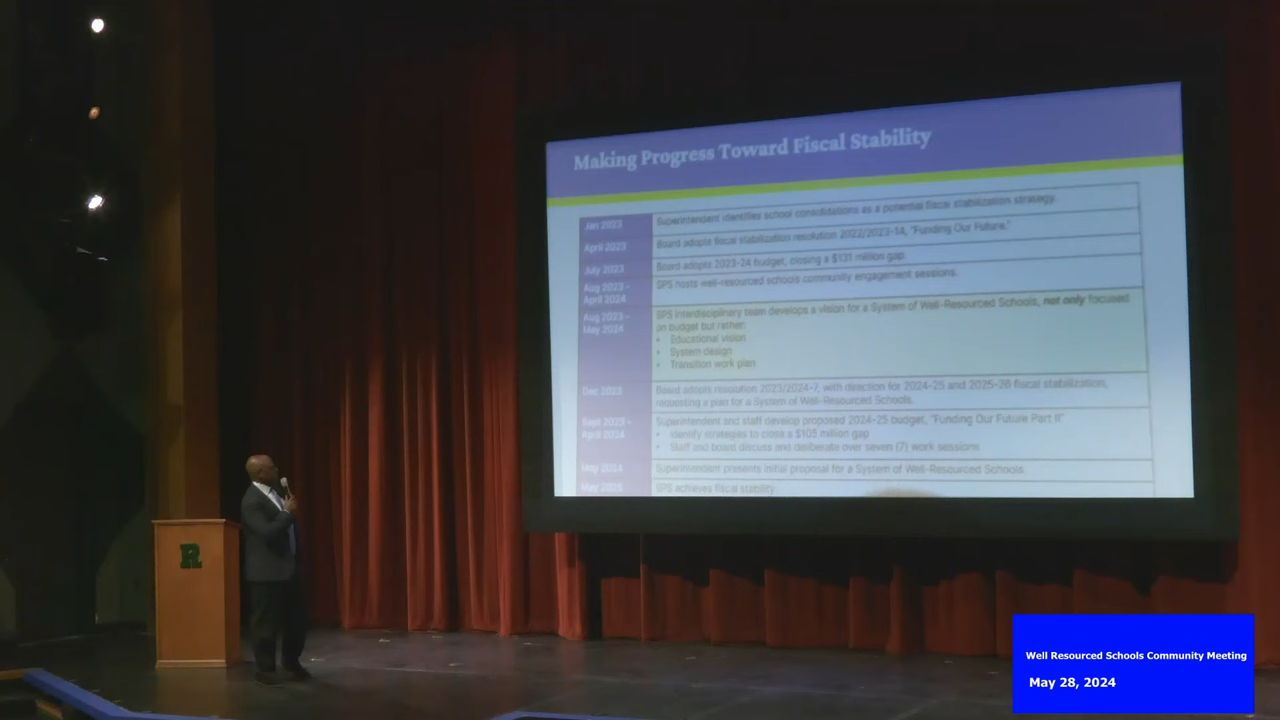 Making Progress Toward Fiscal Stability
Jan 2023
Superintendent identifies school consolidations as a potential fiscal stabilization strategy.
April 2023
Board adopts fiscal stabilization resolution 2022/2023-14, "Funding Our Future."
July 2023
Board adopts 2023-24 budget, closing a $131 million gap.
Aug 2023 -
April 2024
SPS hosts well-resourced schools community engagement sessions.
Aug 2023 -
May 2024
SPS interdisciplinary team develops a vision for a System of Well-Resourced Schools, not only focused
on budget but rather:
• Educational vision
• System design
• Transition work plan
Dec 2023
Board adopts resolution 2023/2024-7, with direction for 2024-25 and 2025-26 fiscal stabilization,
requesting a plan for a System of Well-Resourced Schools.
Sept 2023 -
April 2024
Superintendent and staff develop proposed 2024-25 budget, "Funding Our Future Part II"
• Identify strategies to close a $105 million gap
• Staff and board discuss and deliberate over seven (7) work sessions
May 2024
Superintendent presents initial proposal for a System of Well-Resourced Schools.
SPS achieves fiscal stability.
R
Well Resourced Schools Community Meeting
May 28, 2024